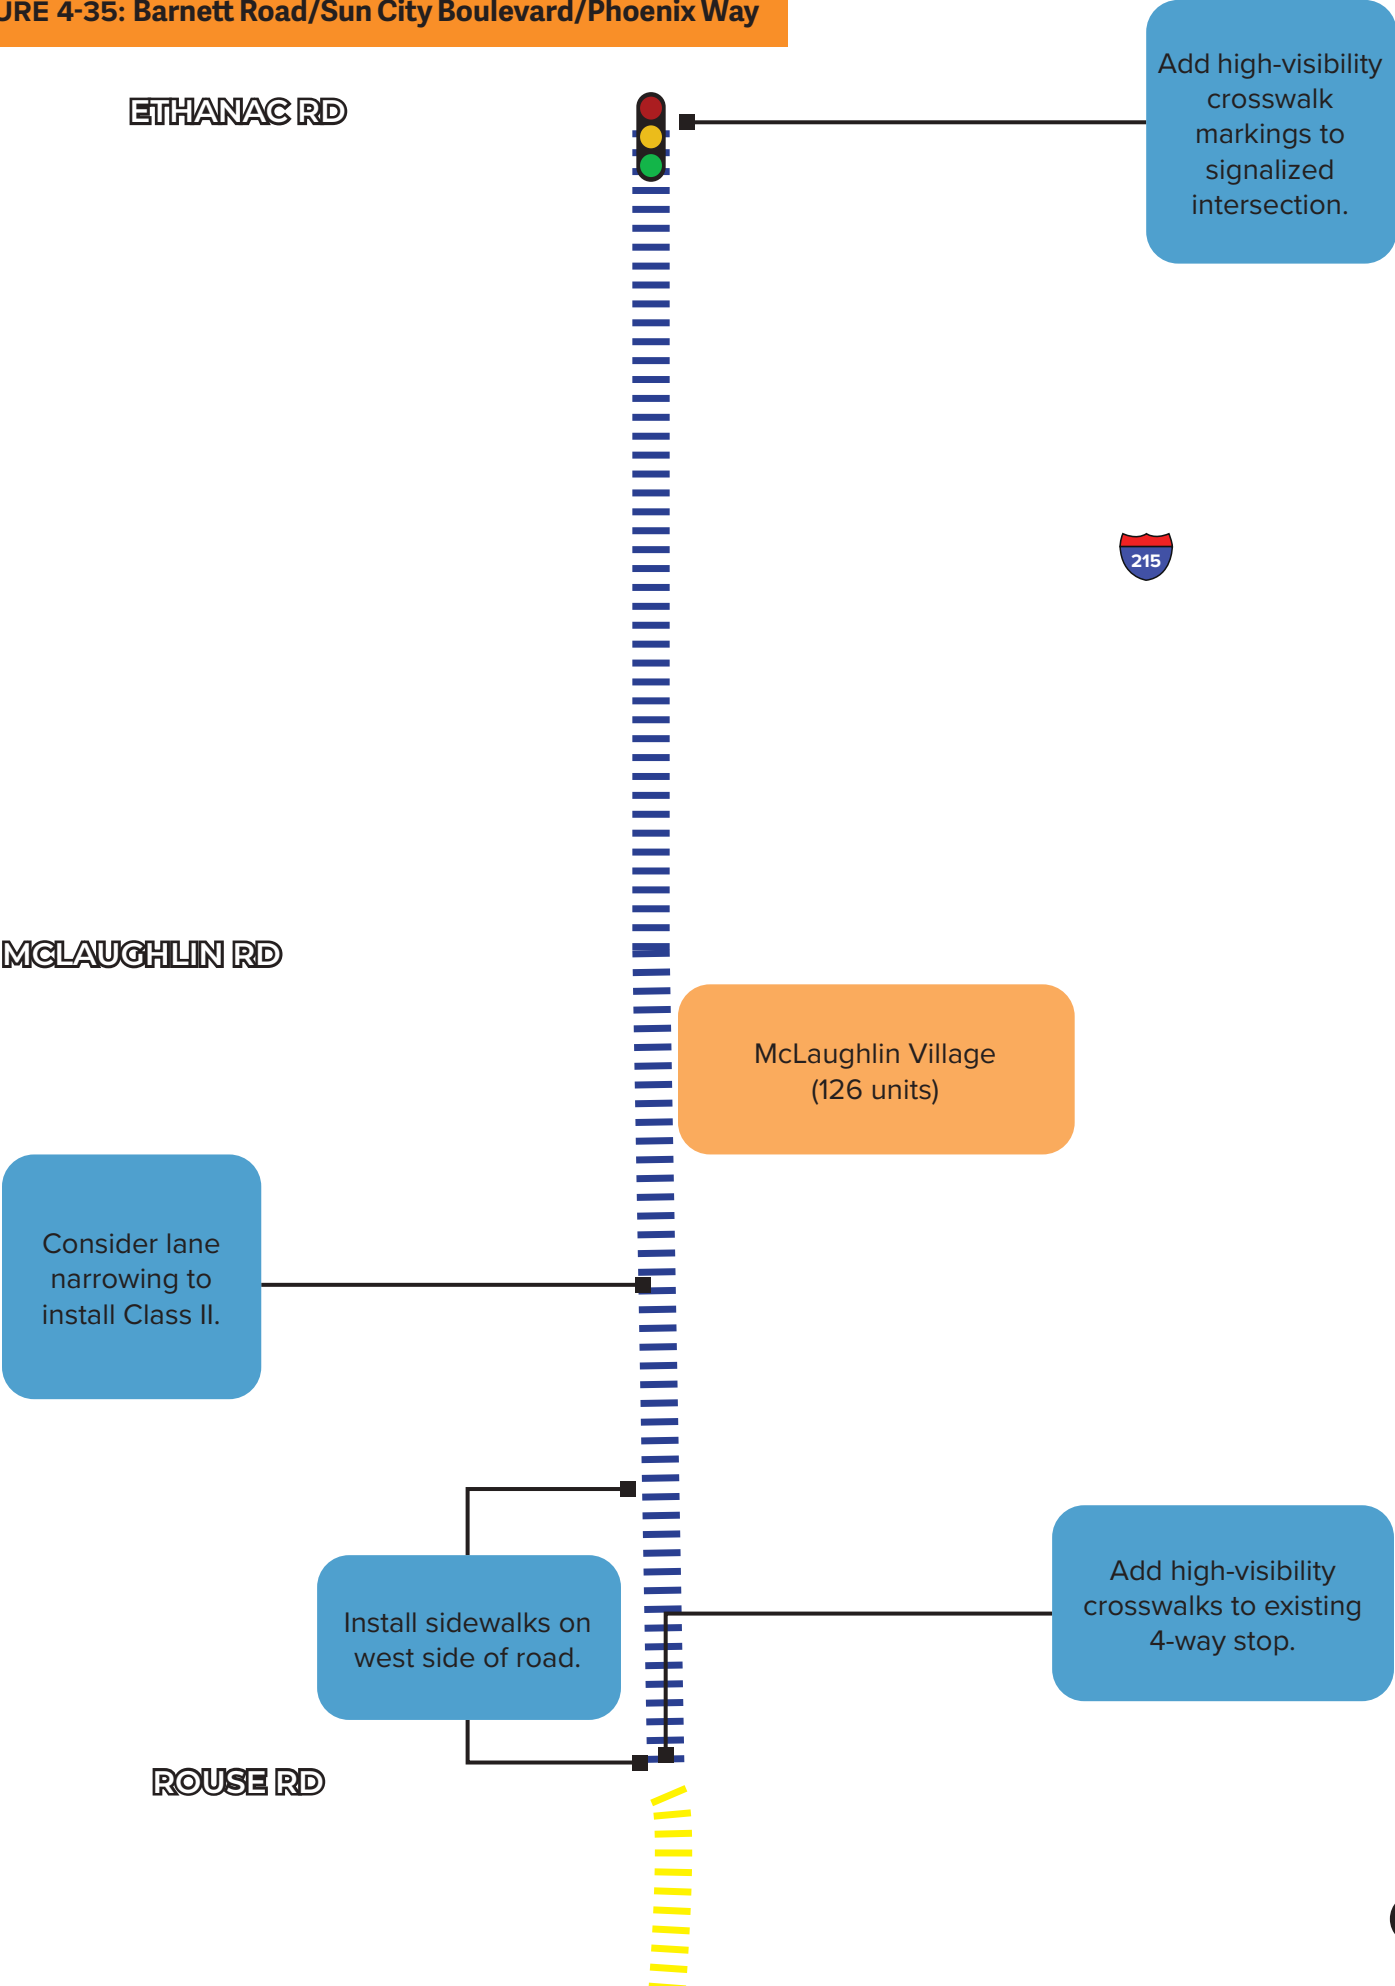 URE 4-35: Barnett Road/Sun City Boulevard/Phoenix Way
ETHANAC RD
Add high-visibility
crosswalk
markings to
signalized
intersection.
215
MCLAUGHLIN RD
McLaughlin Village
(126 units)
Consider lane
narrowing to
install Class II.
Install sidewalks on
west side of road.
Add high-visibility
crosswalks to existing
4-way stop.
ROUSE RD